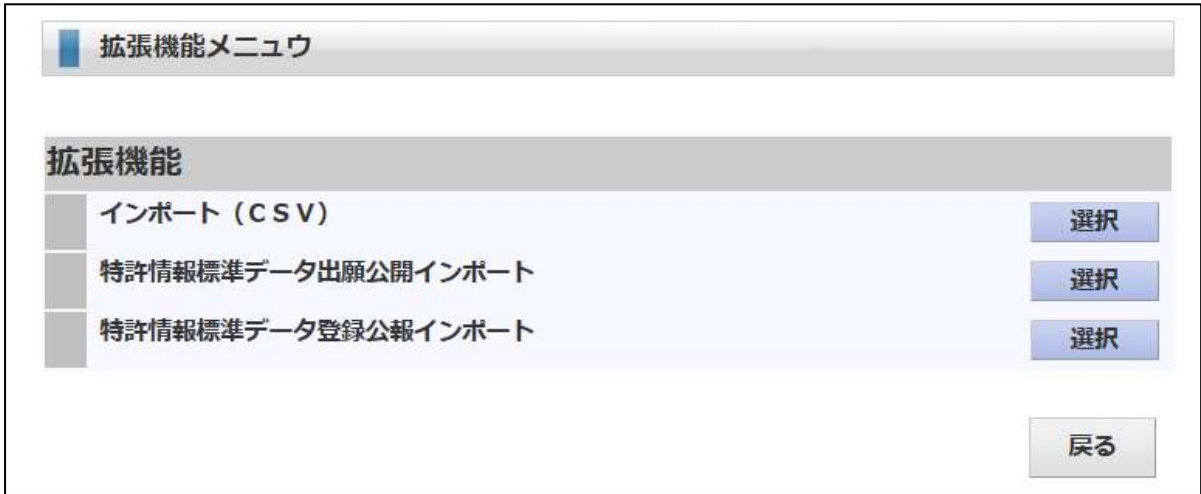 拡張機能メニュウ
拡張機能
インポート（ＣＳＶ）
選択
特許情報標準データ出願公開インポート
選択
特許情報標準データ登録公報インポート
選択
戻る